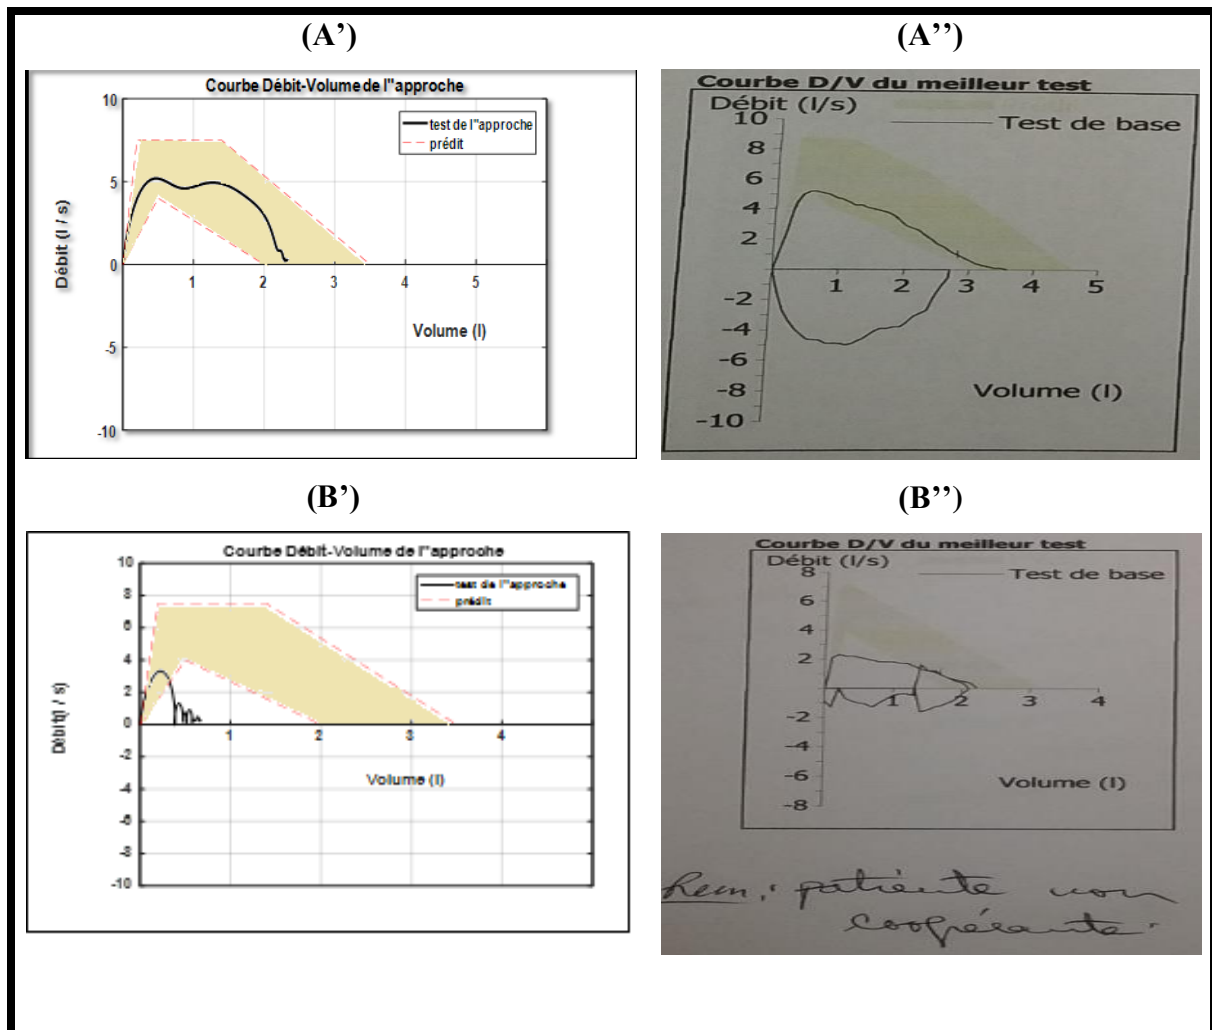 (A’)
(A’’)
Courbe Débit-Volume de l"approche
10
5
0
-5
-10
1
2
3
4
5
Débit (l / s)
Volume (l)
test de l"approche
prédit
Courbe D/V du meilleur test
Débit (l/s)
10
8
6
4
2
-2
-4
-6
-8
-10
1
2
3
4
5
Test de base
Volume (l)
(B’)
(B’’)
Courbe Débit-Volume de l"approche
10
8
6
4
2
0
-2
-4
-6
-8
-10
1
2
3
4
Débit(l / s)
Volume (l)
test de l"approche
prédit
Courbe D/V du meilleur test
Débit (l/s)
8
6
4
2
-2
-4
-6
-8
1
2
3
4
Test de base
Volume (l)
Rem : patiente non
coopérante.